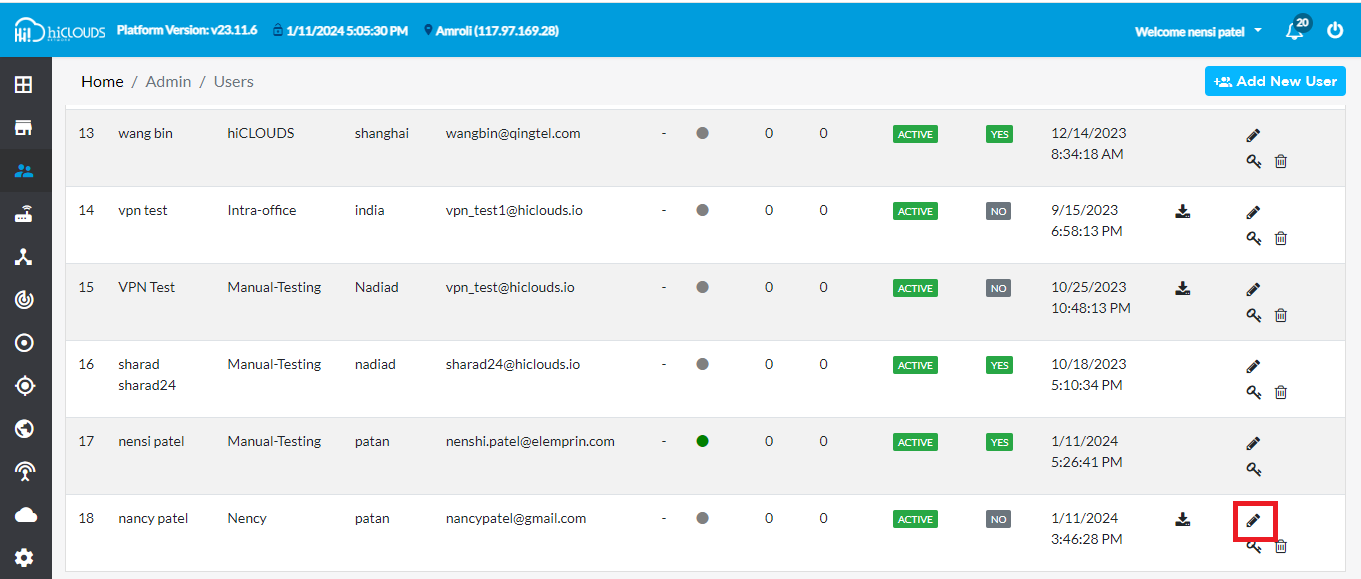 Hi! hiCLOUDS Platform Version: v23.11.6 1/11/2024 5:05:30 PM Amroli (117.97.169.28) Welcome nensi patel 20
Home / Admin / Users Add New User
13 wang bin hiCLOUDS shanghai wangbin@qingtel.com - 0 0 ACTIVE YES 12/14/2023
8:34:18 AM
14 vpn test Intra-office india vpn_test1@hiclouds.io - 0 0 ACTIVE NO 9/15/2023
6:58:13 PM
15 VPN Test Manual-Testing Nadiad vpn_test@hiclouds.io - 0 0 ACTIVE NO 10/25/2023
10:48:13 PM
16 sharad Manual-Testing nadiad sharad24@hiclouds.io - 0 0 ACTIVE YES 10/18/2023
sharad24 5:10:34 PM
17 nensi patel Manual-Testing patan nenshi.patel@elemprin.com - 0 0 ACTIVE YES 1/11/2024
5:26:41 PM
18 nancy patel Nency patan nancypatel@gmail.com - 0 0 ACTIVE NO 1/11/2024
3:46:28 PM